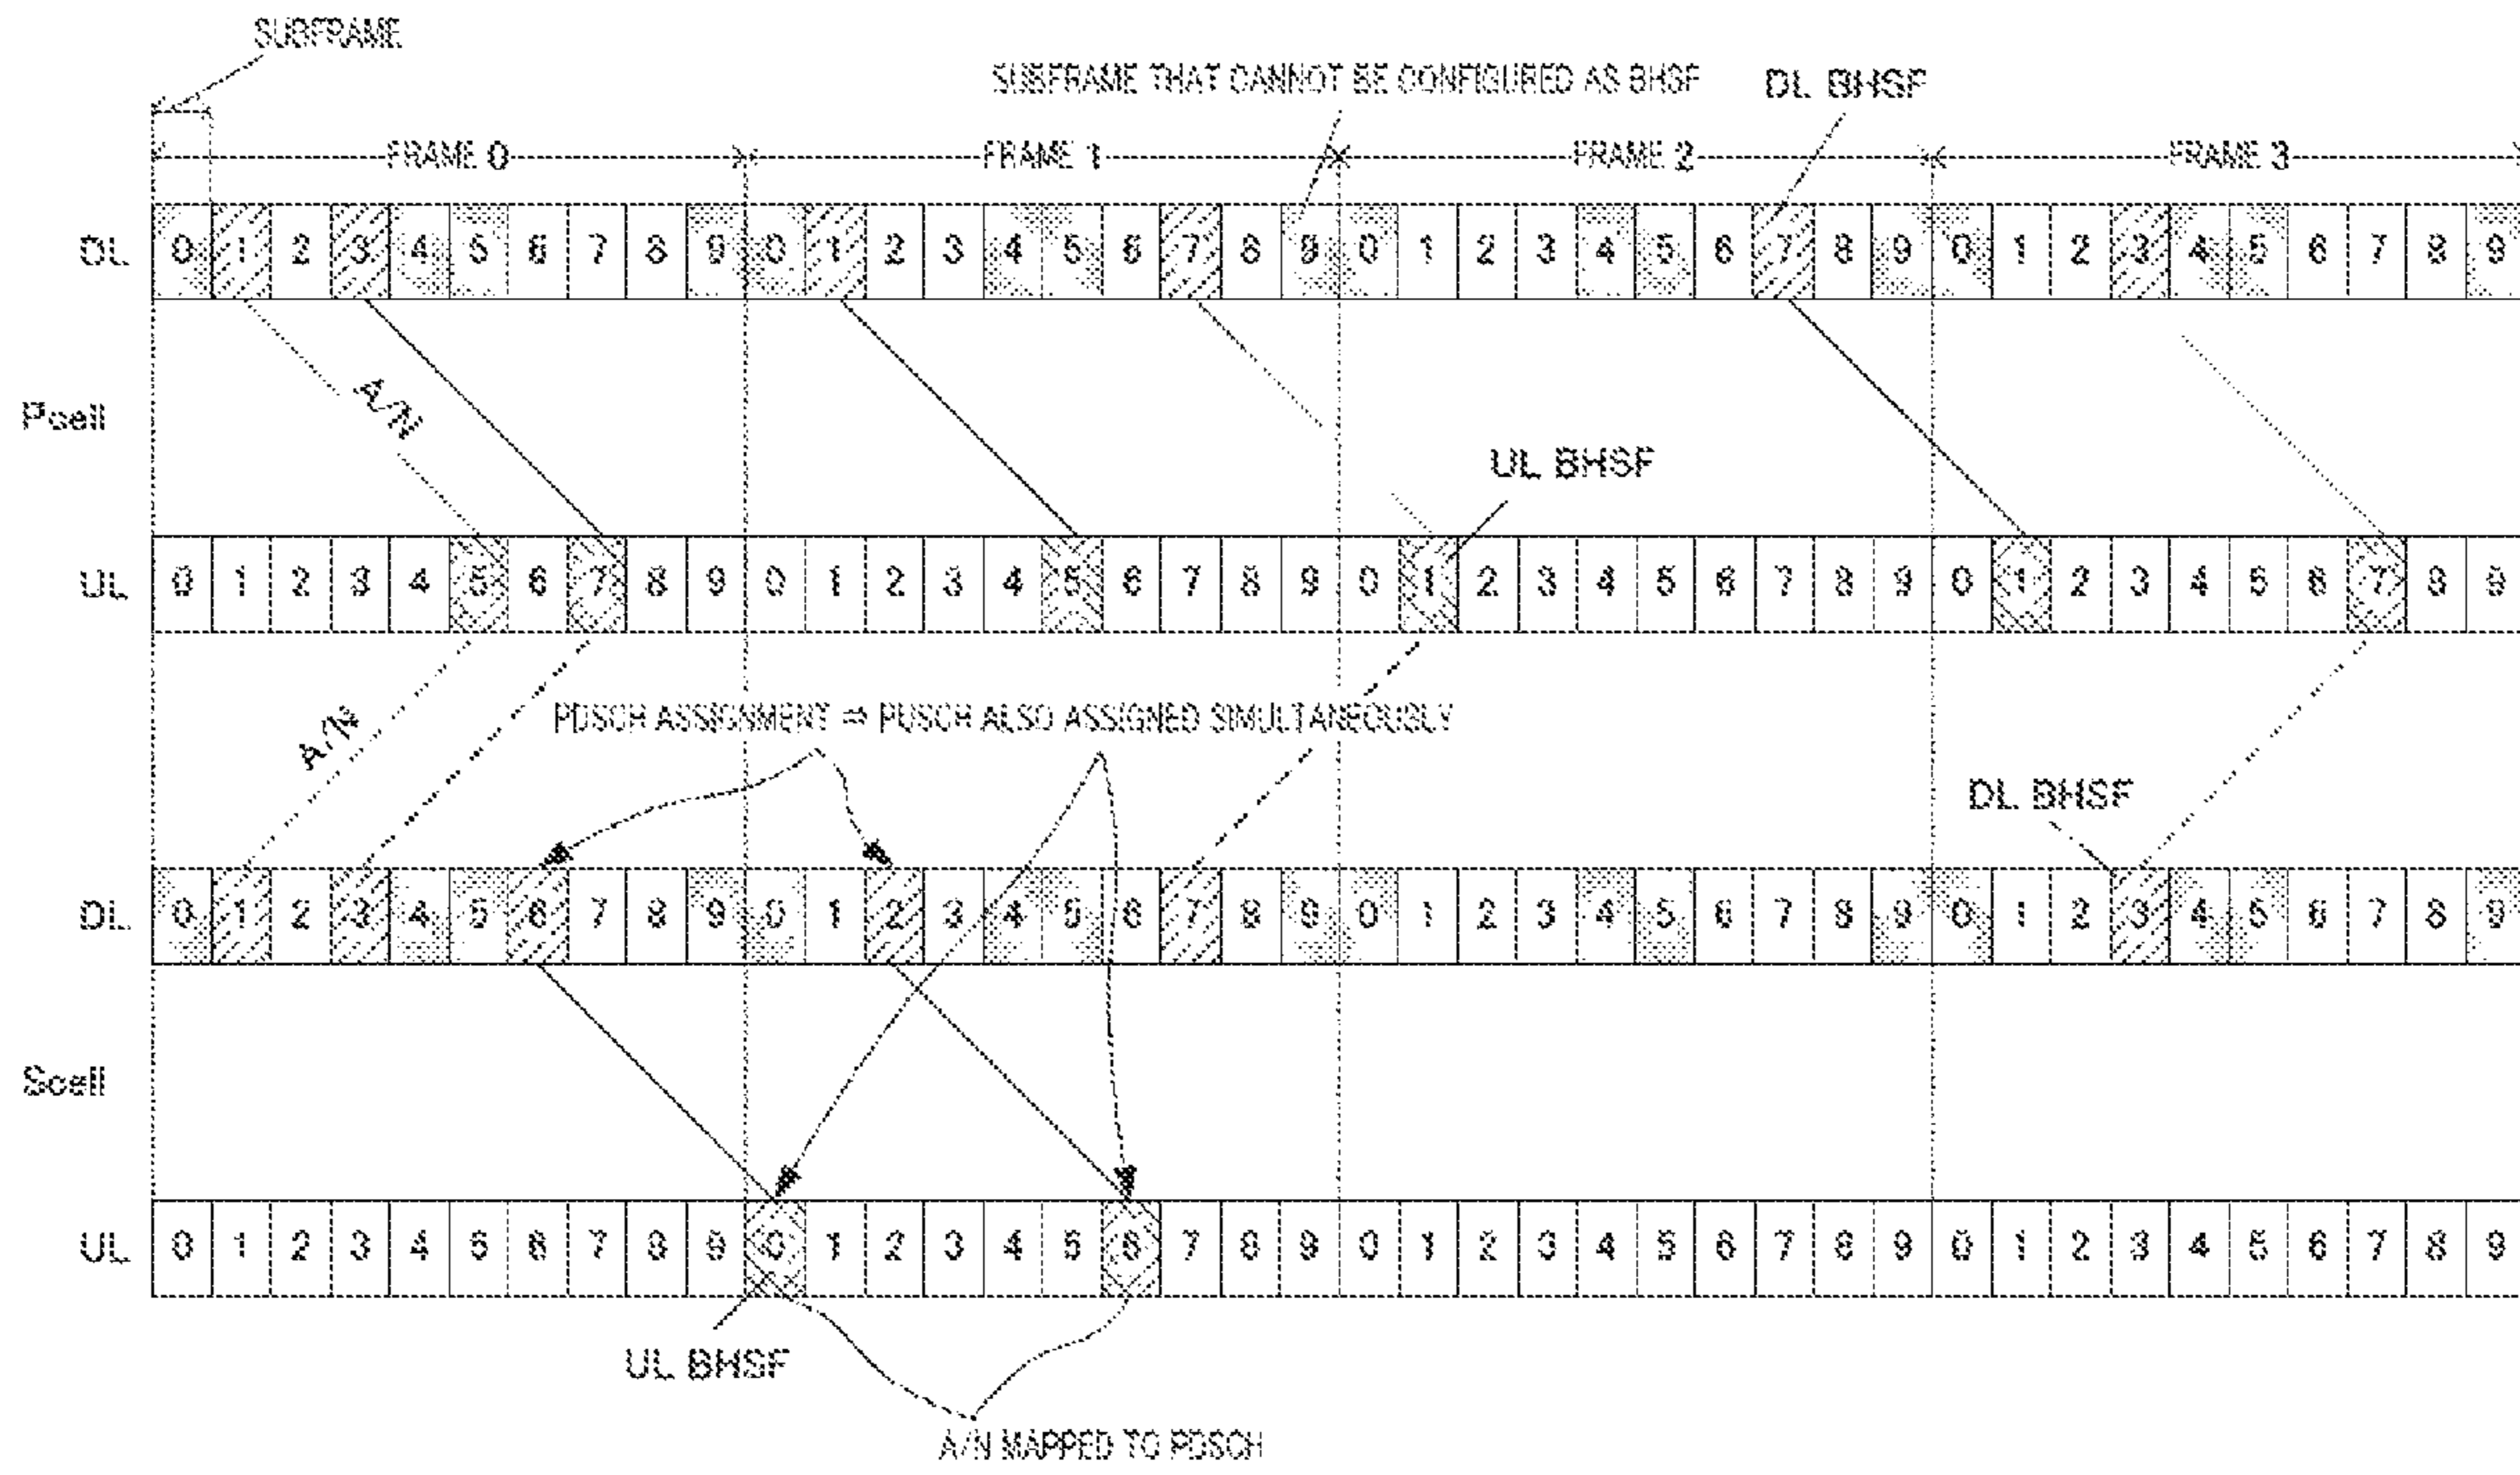 SUBFRAME
SUBFRAME THAT CANNOT BE CONFIGURED AS BHSF
DL BHSF
FRAME 0
FRAME 1
FRAME 2
FRAME 3
DL 0 1 2 3 4 5 6 7 8 9 0 1 2 3 4 5 6 7 8 9 0 1 2 3 4 5 6 7 8 9 0 1 2 3 4 5 6 7 8 9
A/N
Pcell
UL BHSF
UL 0 1 2 3 4 5 6 7 8 9 0 1 2 3 4 5 6 7 8 9 0 1 2 3 4 5 6 7 8 9 0 1 2 3 4 5 6 7 8 9
A/N
PDSCH ASSIGNMENT ⇒ PUSCH ALSO ASSIGNED SIMULTANEOUSLY
DL BHSF
DL 0 1 2 3 4 5 6 7 8 9 0 1 2 3 4 5 6 7 8 9 0 1 2 3 4 5 6 7 8 9 0 1 2 3 4 5 6 7 8 9
Scell
UL 0 1 2 3 4 5 6 7 8 9 0 1 2 3 4 5 6 7 8 9 0 1 2 3 4 5 6 7 8 9 0 1 2 3 4 5 6 7 8 9
UL BHSF
A/N MAPPED TO PDSCH